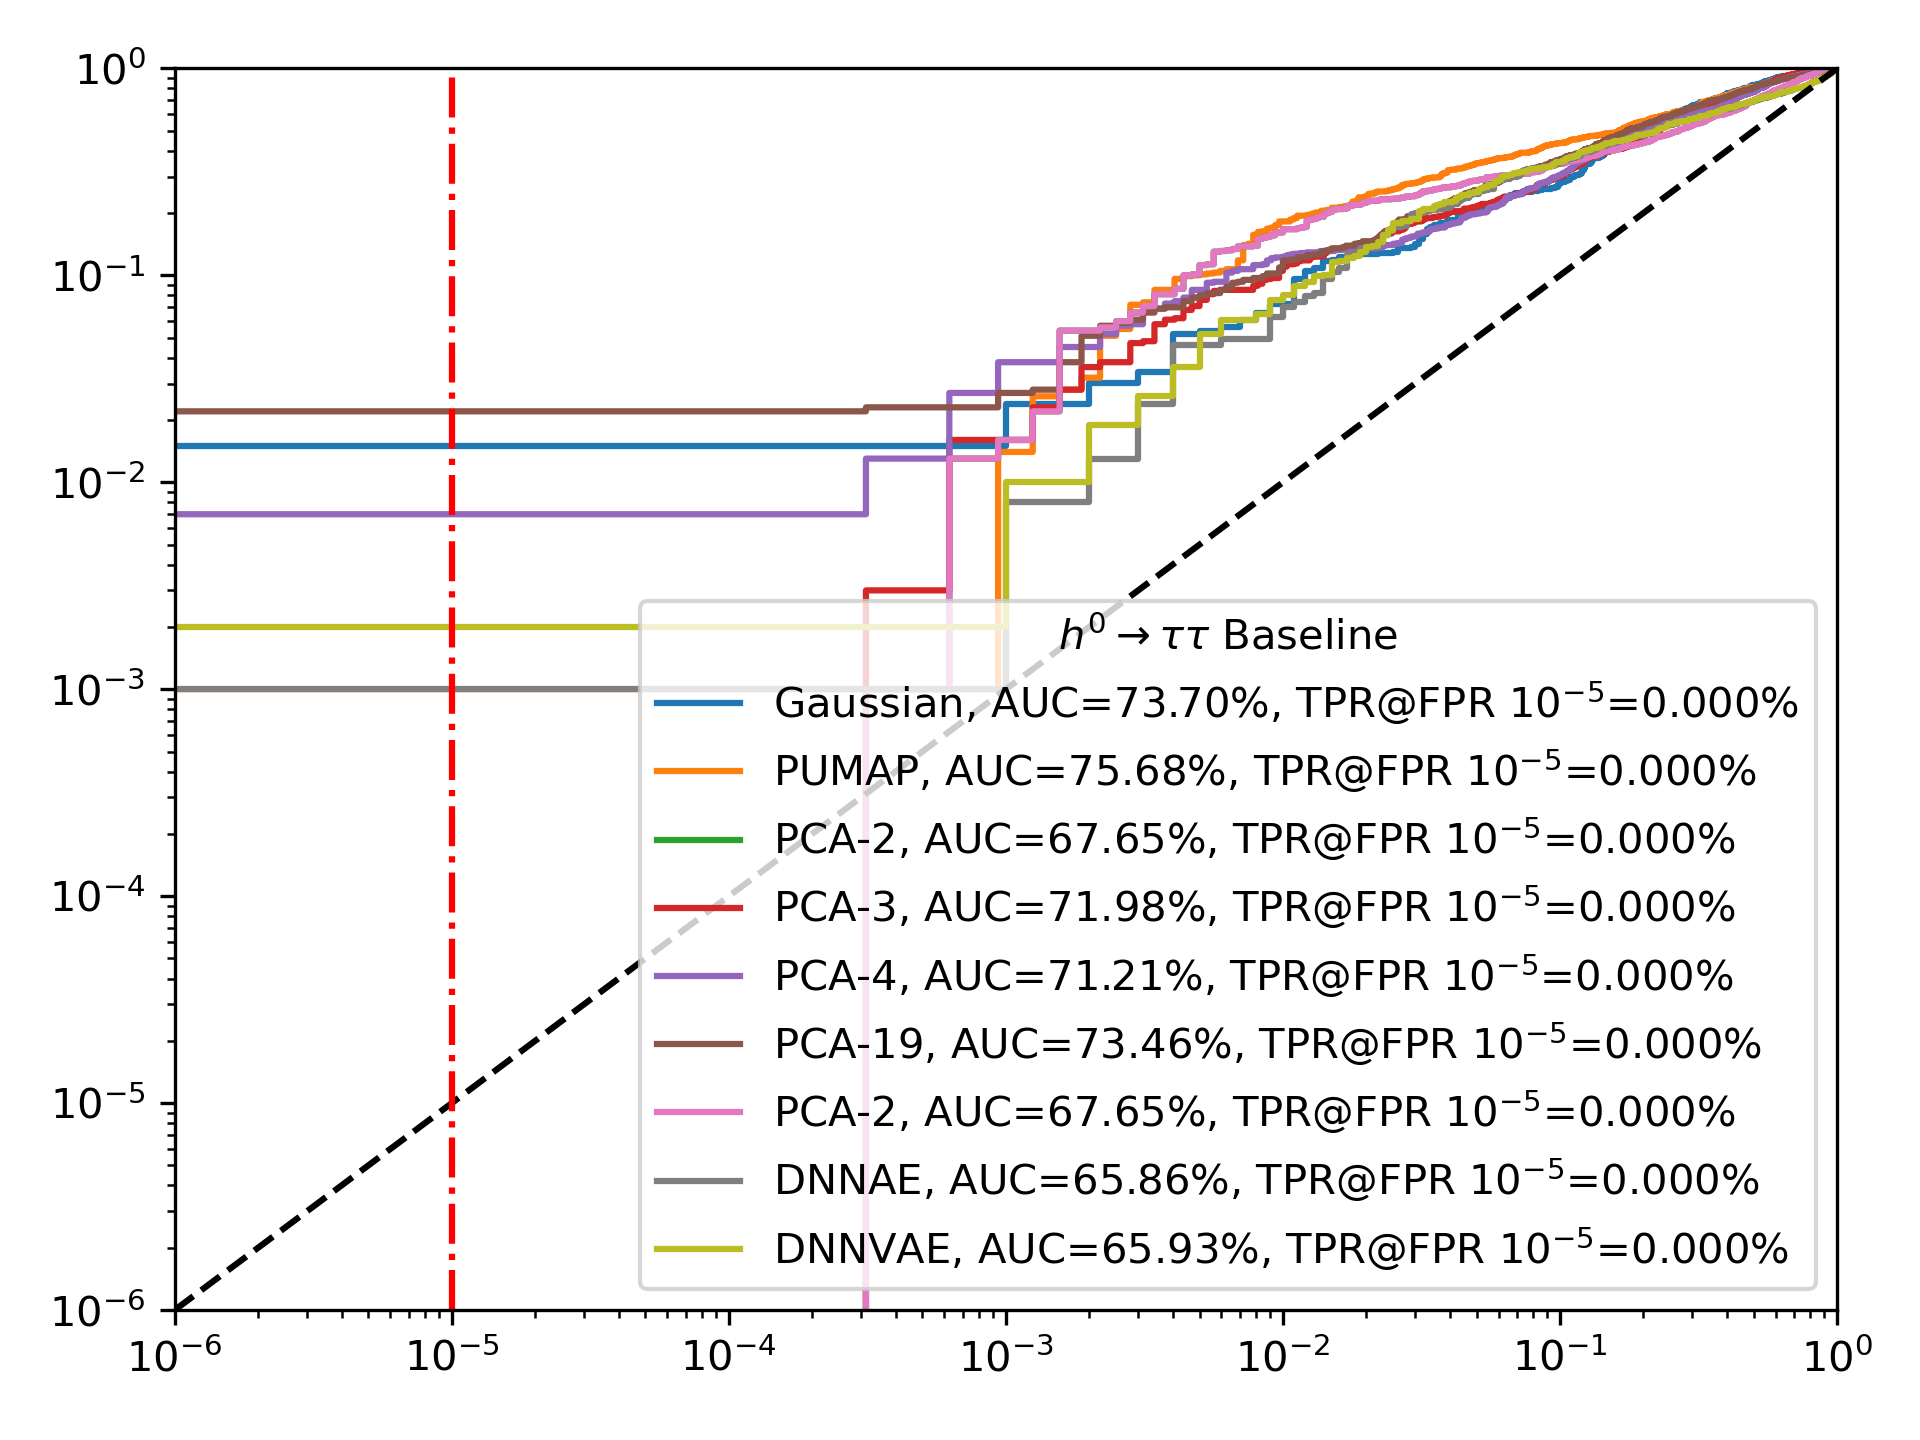 10⁰
10⁻¹
10⁻²
10⁻³
10⁻⁴
10⁻⁵
10⁻⁶
h⁰ → ττ Baseline
Gaussian, AUC=73.70%, TPR@FPR 10⁻⁵=0.000%
PUMAP, AUC=75.68%, TPR@FPR 10⁻⁵=0.000%
PCA-2, AUC=67.65%, TPR@FPR 10⁻⁵=0.000%
PCA-3, AUC=71.98%, TPR@FPR 10⁻⁵=0.000%
PCA-4, AUC=71.21%, TPR@FPR 10⁻⁵=0.000%
PCA-19, AUC=73.46%, TPR@FPR 10⁻⁵=0.000%
PCA-2, AUC=67.65%, TPR@FPR 10⁻⁵=0.000%
DNNAE, AUC=65.86%, TPR@FPR 10⁻⁵=0.000%
DNNVAE, AUC=65.93%, TPR@FPR 10⁻⁵=0.000%
10⁻⁶ 10⁻⁵ 10⁻⁴ 10⁻³ 10⁻² 10⁻¹ 10⁰